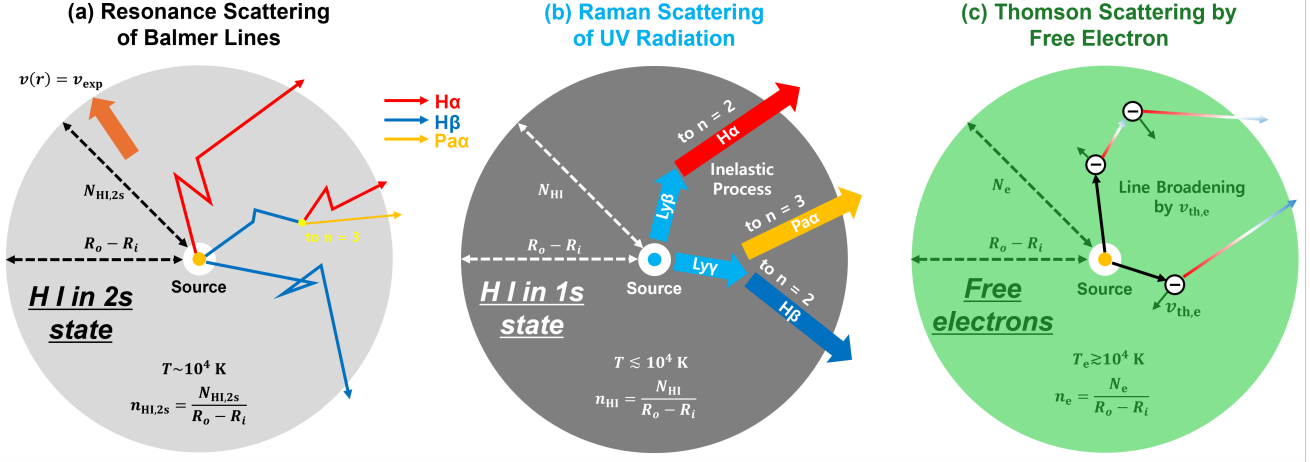 (a) Resonance Scattering
of Balmer Lines
v(r) = v_exp
N_HI,2s
R_o − R_i
Source
H I in 2s
state
T~10^4 K
n_HI,2s = N_HI,2s / (R_o − R_i)
to n = 3
Hα
Hβ
Paα
(b) Raman Scattering
of UV Radiation
N_HI
R_o − R_i
Source
H I in 1s
state
T ≲ 10^4 K
n_HI = N_HI / (R_o − R_i)
Lyβ
to n = 2
Hα
Inelastic
Process
Lyγ
to n = 3
Paα
to n = 2
Hβ
(c) Thomson Scattering by
Free Electron
N_e
R_o − R_i
Source
Free
electrons
T_e≳10^4 K
n_e = N_e / (R_o − R_i)
Line Broadening
by v_th,e
v_th,e